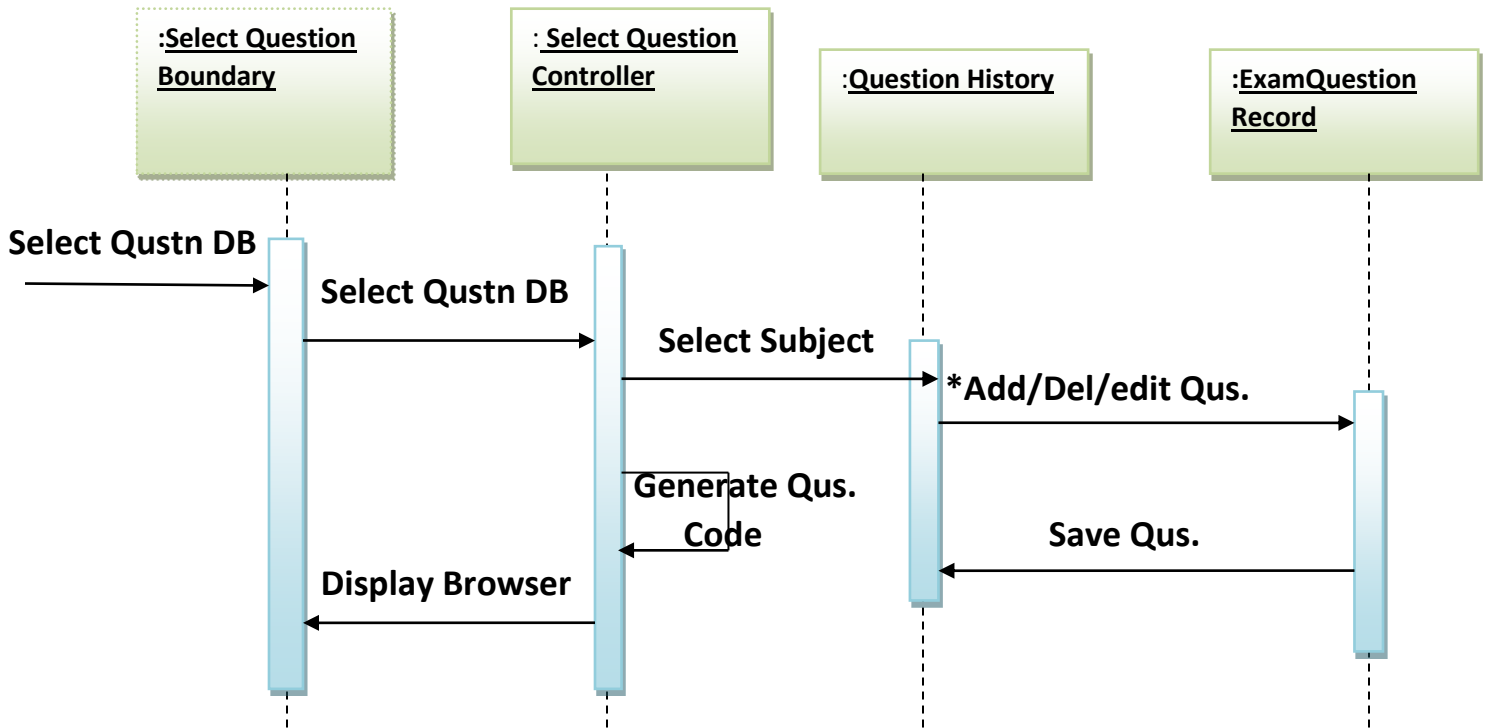 :Select Question
Boundary
: Select Question
Controller
:Question History
:ExamQuestion
Record
Select Qustn DB
Select Qustn DB
Select Subject
*Add/Del/edit Qus.
Generate Qus.
Code
Save Qus.
Display Browser